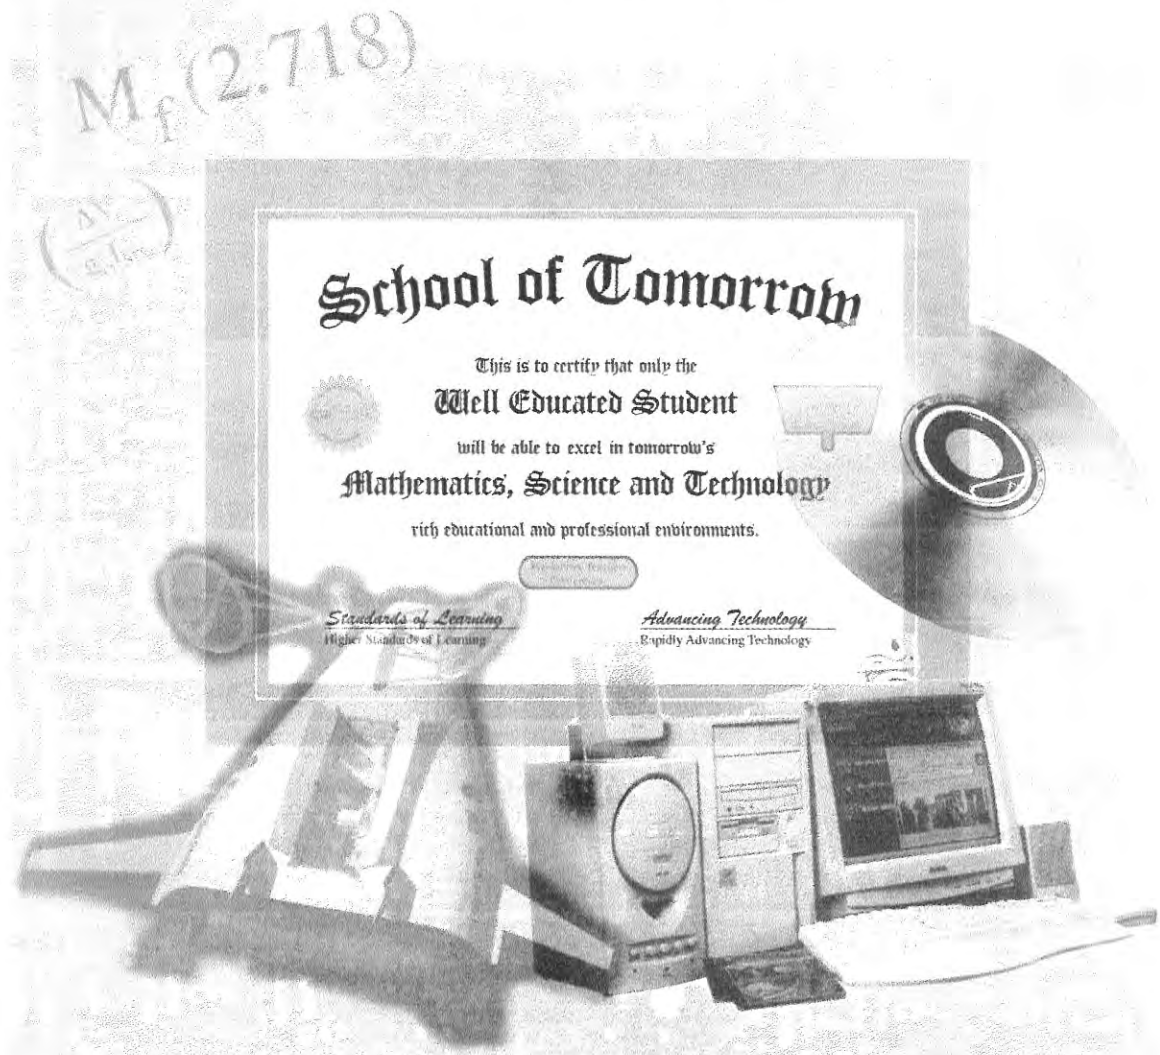 M_f (2.718)
School of Tomorrow
This is to certify that only the
Well Educated Student
will be able to excel in tomorrow's
Mathematics, Science and Technology
rich educational and professional environments.
Standards of Learning
Advancing Technology
Higher Standards of Learning
Rapidly Advancing Technology